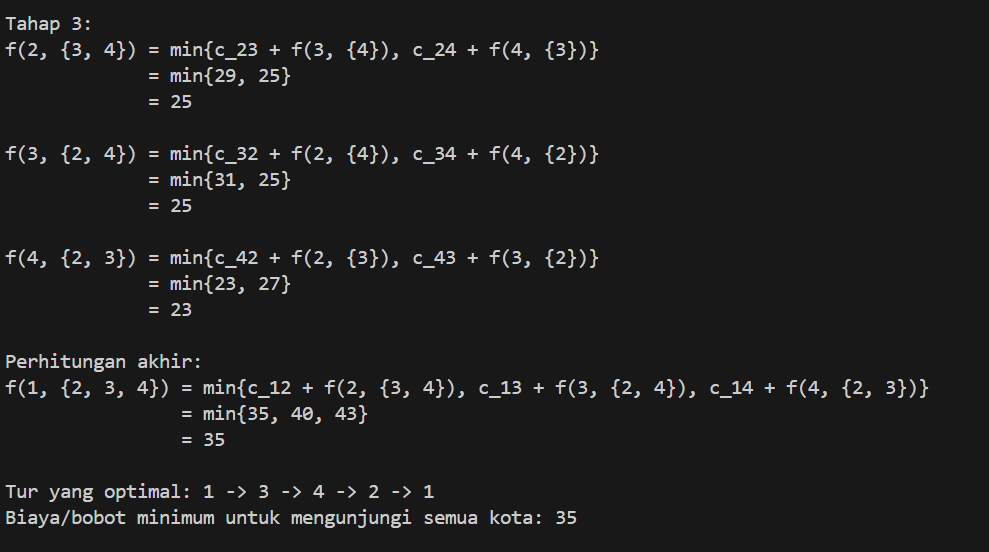 Tahap 3:
f(2, {3, 4}) = min{c_23 + f(3, {4}), c_24 + f(4, {3})}
= min{29, 25}
= 25
f(3, {2, 4}) = min{c_32 + f(2, {4}), c_34 + f(4, {2})}
= min{31, 25}
= 25
f(4, {2, 3}) = min{c_42 + f(2, {3}), c_43 + f(3, {2})}
= min{23, 27}
= 23
Perhitungan akhir:
f(1, {2, 3, 4}) = min{c_12 + f(2, {3, 4}), c_13 + f(3, {2, 4}), c_14 + f(4, {2, 3})}
= min{35, 40, 43}
= 35
Tur yang optimal: 1 -> 3 -> 4 -> 2 -> 1
Biaya/bobot minimum untuk mengunjungi semua kota: 35